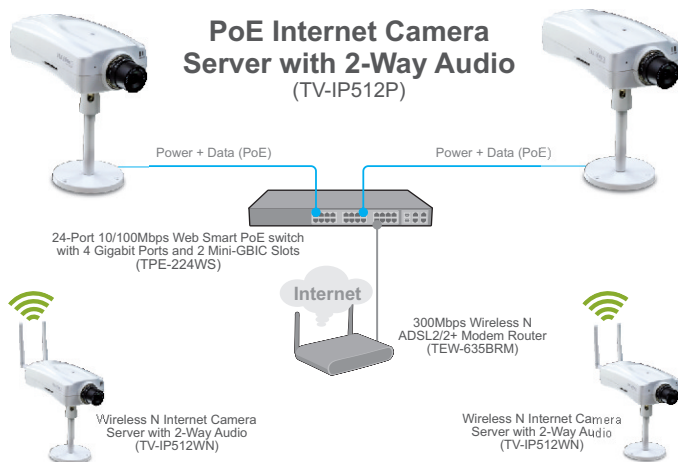 PoE Internet Camera
Server with 2-Way Audio
(TV-IP512P)
Power + Data (PoE)
Power + Data (PoE)
24-Port 10/100Mbps Web Smart PoE switch
with 4 Gigabit Ports and 2 Mini-GBIC Slots
(TPE-224WS)
Internet
300Mbps Wireless N
ADSL2/2+ Modem Router
(TEW-635BRM)
Wireless N Internet Camera
Server with 2-Way Audio
(TV-IP512WN)
Wireless N Internet Camera
Server with 2-Way Audio
(TV-IP512WN)